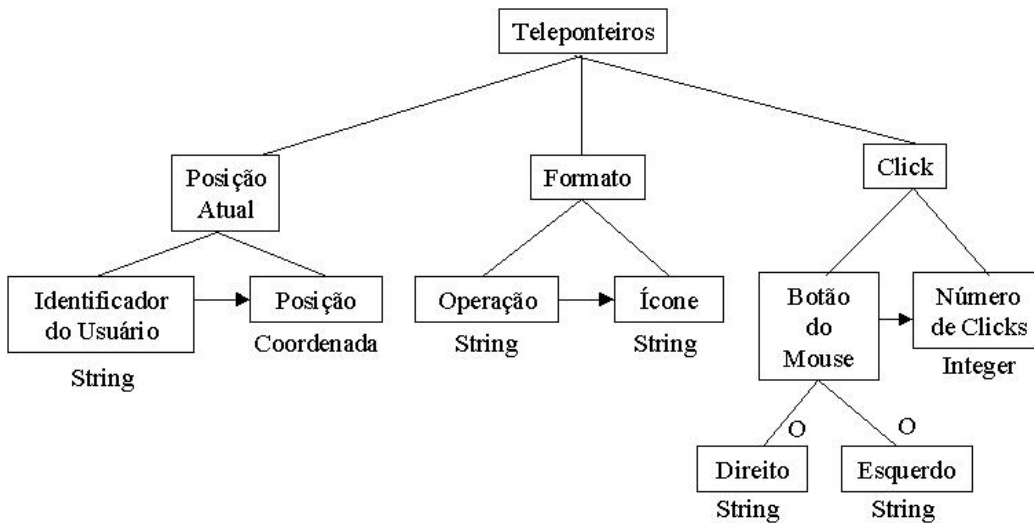 Teleponteiros
Posição
Atual
Formato
Click
Identificador
do Usuário
String
Posição
Coordenada
Operação
String
Ícone
String
Botão
do
Mouse
Número
de Clicks
Integer
O
O
Direito
String
Esquerdo
String